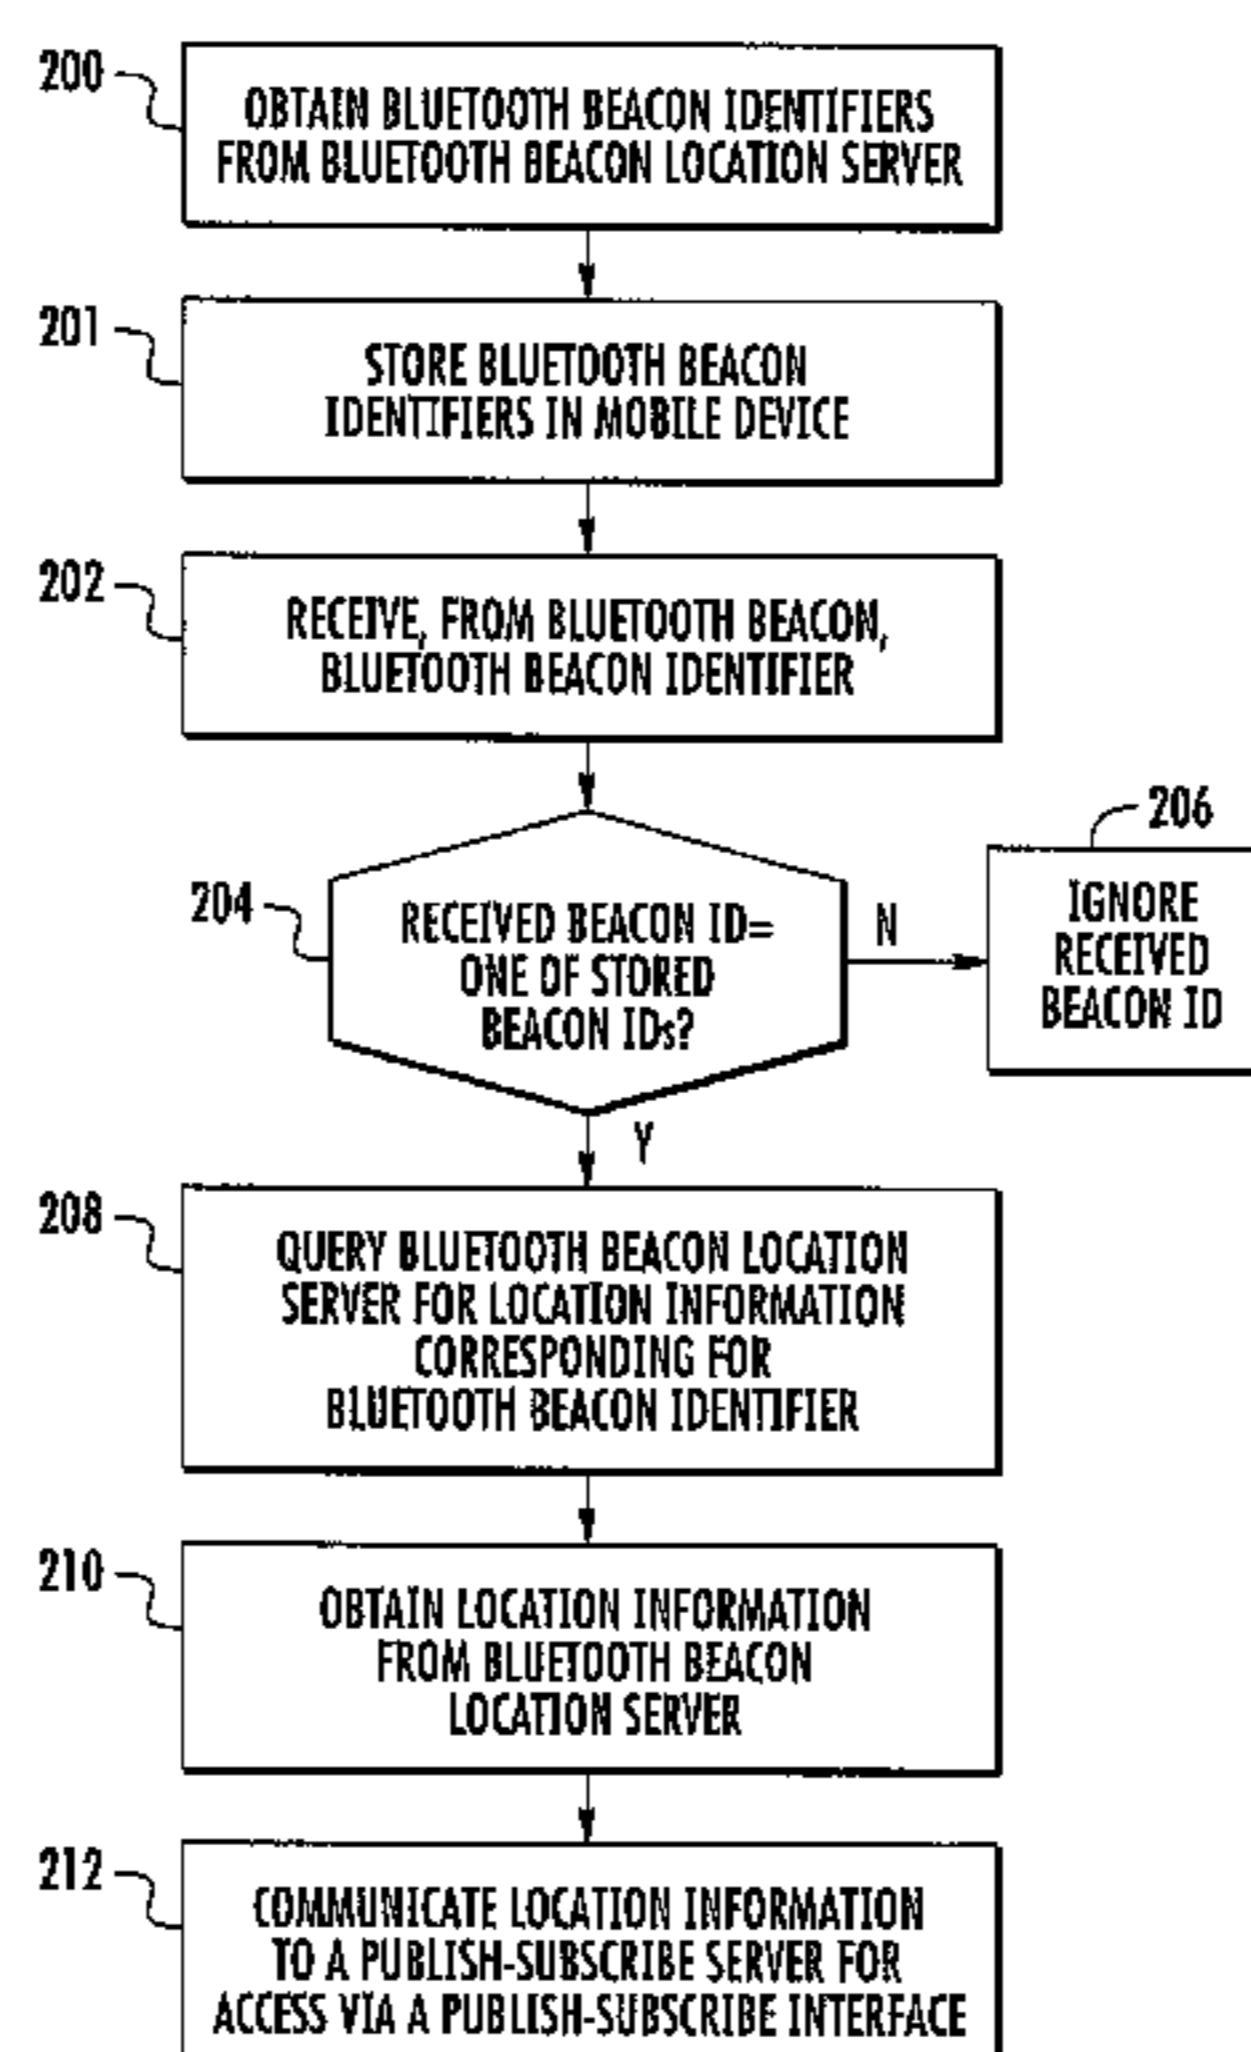 200
OBTAIN BLUETOOTH BEACON IDENTIFIERS
FROM BLUETOOTH BEACON LOCATION SERVER
201
STORE BLUETOOTH BEACON
IDENTIFIERS IN MOBILE DEVICE
202
RECEIVE, FROM BLUETOOTH BEACON,
BLUETOOTH BEACON IDENTIFIER
204
RECEIVED BEACON ID=
ONE OF STORED
BEACON IDs?
N
206
IGNORE
RECEIVED
BEACON ID
Y
208
QUERY BLUETOOTH BEACON LOCATION
SERVER FOR LOCATION INFORMATION
CORRESPONDING FOR
BLUETOOTH BEACON IDENTIFIER
210
OBTAIN LOCATION INFORMATION
FROM BLUETOOTH BEACON
LOCATION SERVER
212
COMMUNICATE LOCATION INFORMATION
TO A PUBLISH-SUBSCRIBE SERVER FOR
ACCESS VIA A PUBLISH-SUBSCRIBE INTERFACE